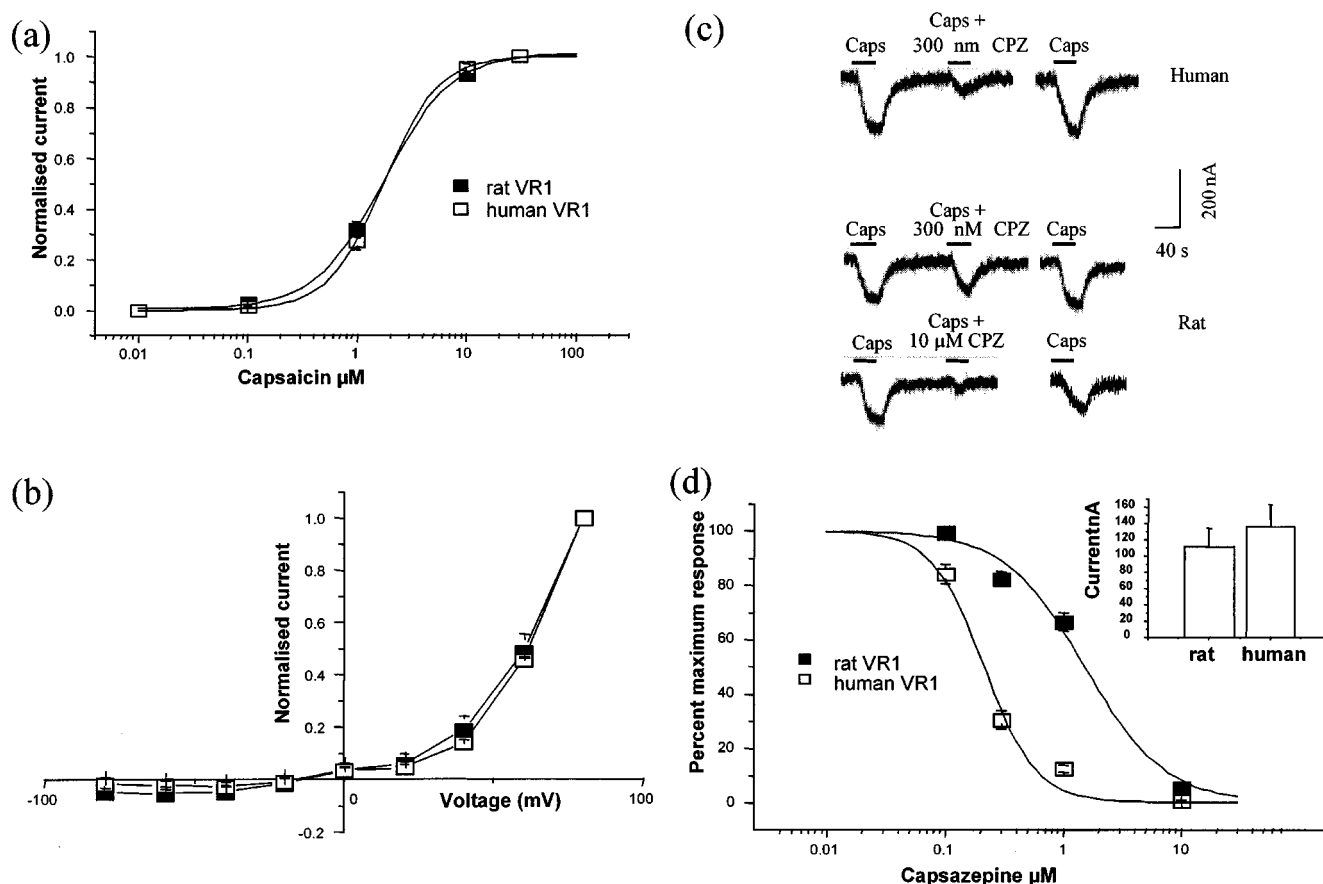 (a)
Normalised current
1.0
0.8
0.6
0.4
0.2
0.0
rat VR1
human VR1
0.01 0.1 1 10 100
Capsaicin µM
(b)
Normalised current
1.0
0.8
0.6
0.4
0.2
-0.2
-100 0 100
Voltage (mV)
(c)
Caps +
Caps 300 nm CPZ Caps
Human
200 nA
40 s
Caps +
Caps 300 nM CPZ Caps
Rat
Caps +
Caps 10 µM CPZ Caps
(d)
Percent maximum response
100
80
60
40
20
0
rat VR1
human VR1
0.01 0.1 1 10
Capsazepine µM
CurrentnA
160
140
120
100
80
60
40
20
0
rat human